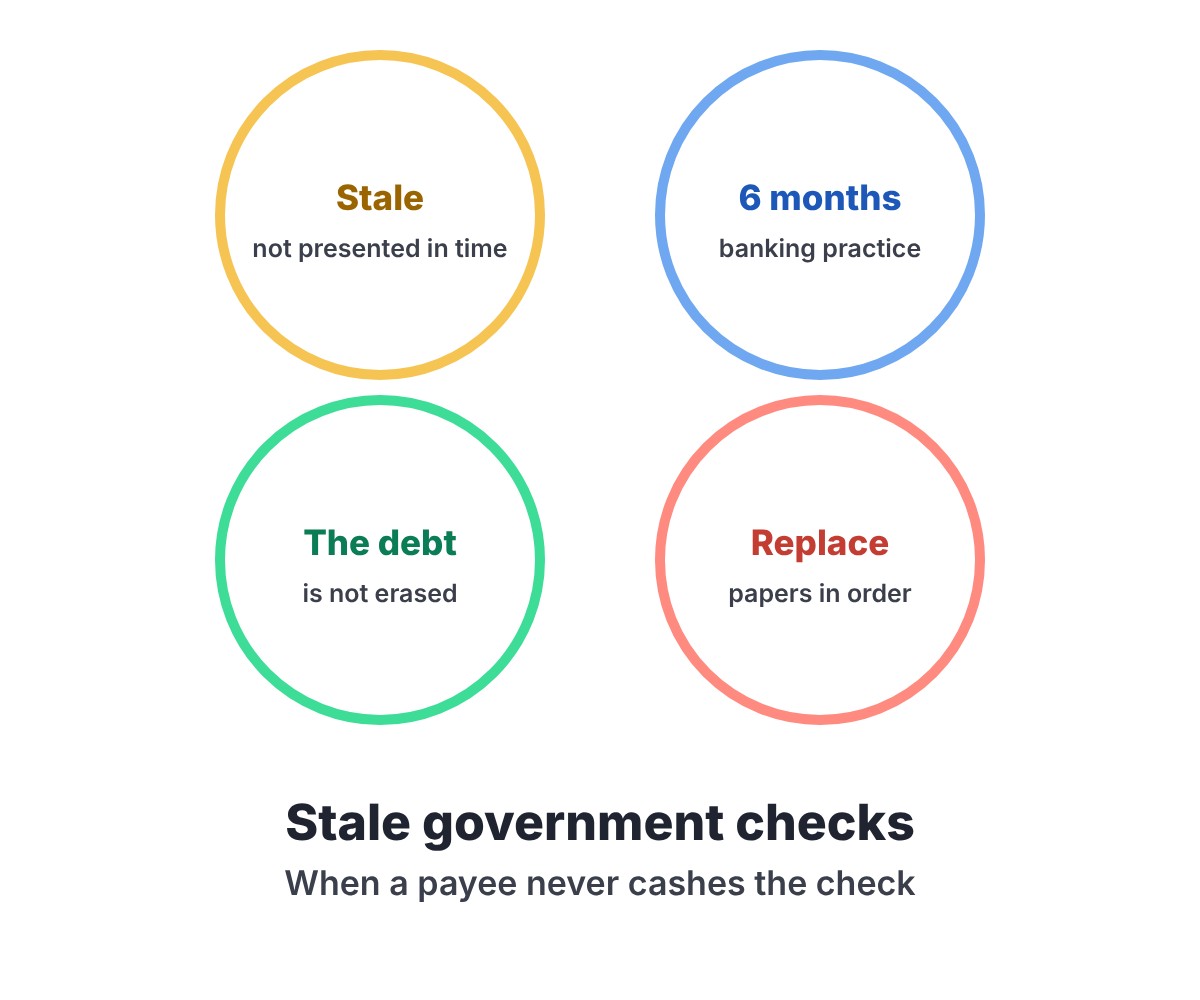 Stale
not presented in time
6 months
banking practice
The debt
is not erased
Replace
papers in order
Stale government checks
When a payee never cashes the check